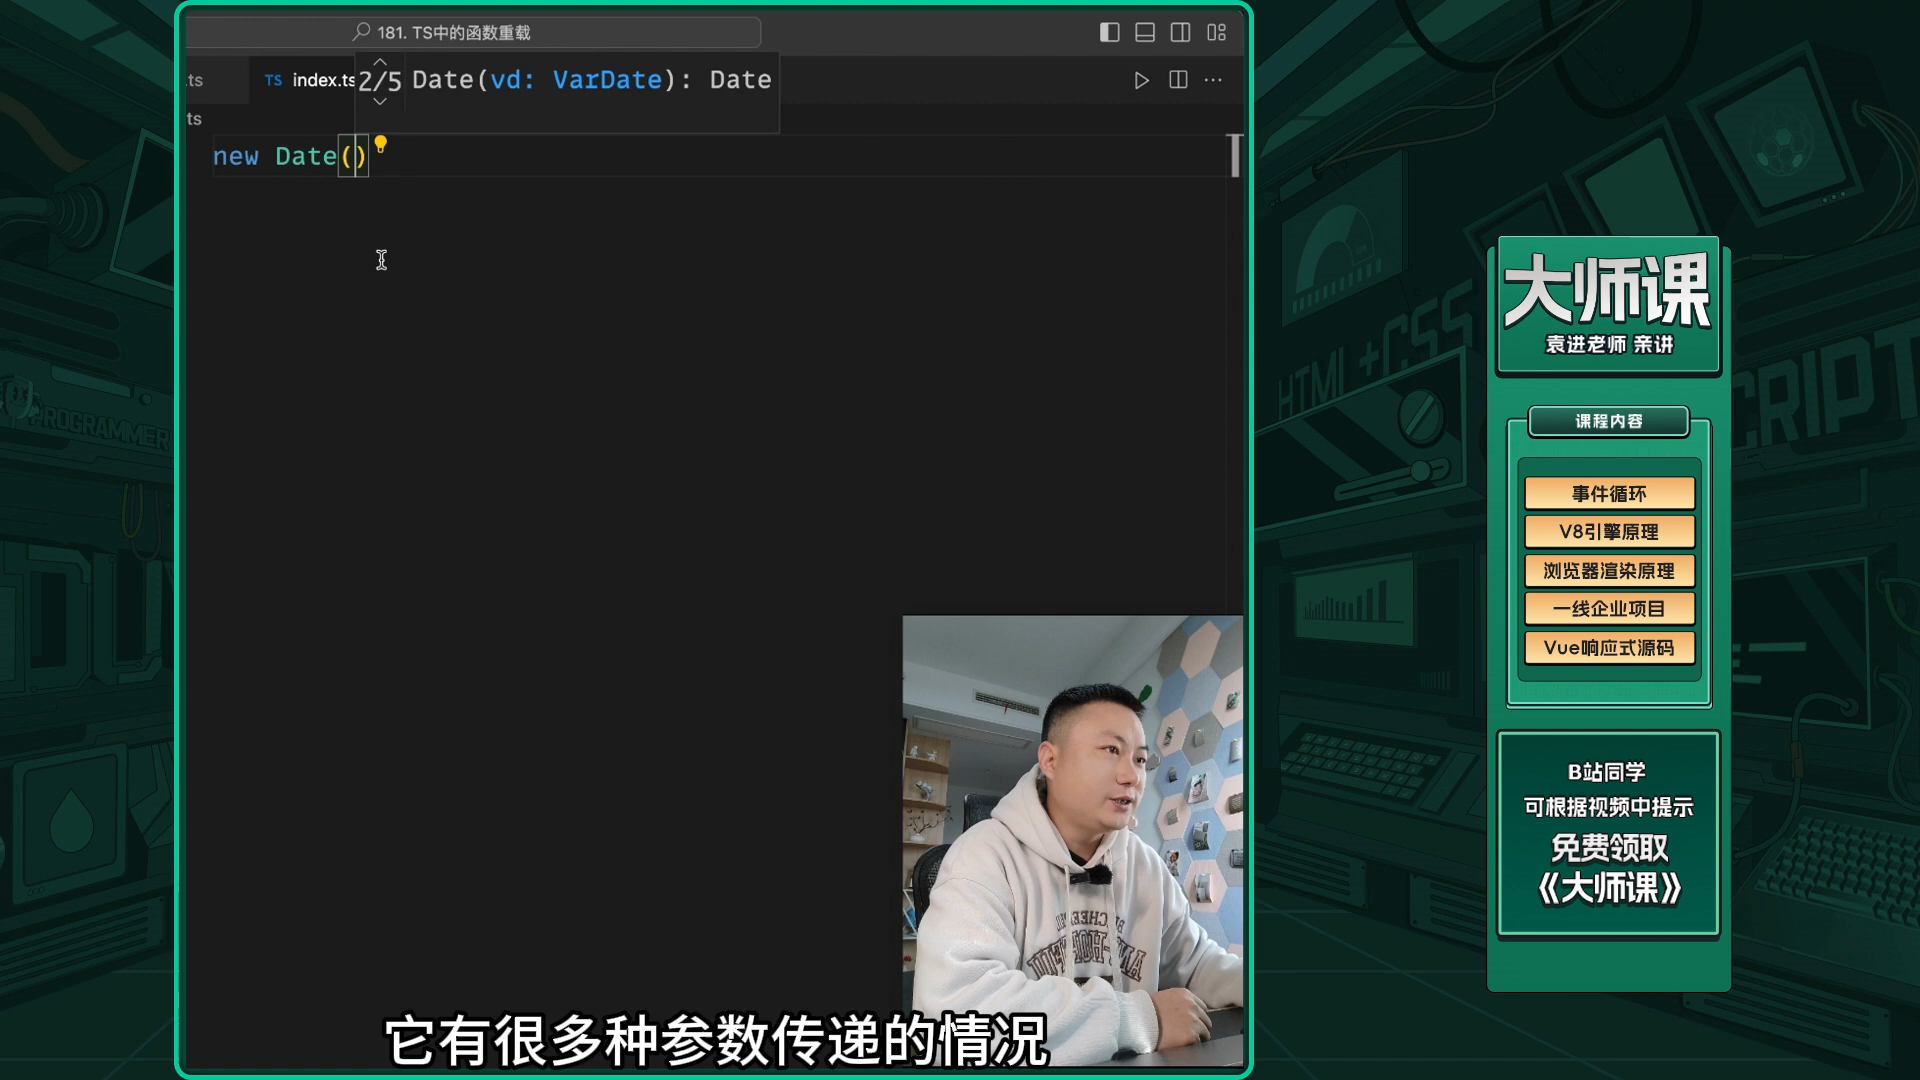 181. TS中的函数重载
.ts
TS index.ts
2/5 Date(vd: VarDate): Date
ts
new Date()
HTML+CSS
PROGRAMMER
CRIPT
大师课
袁进老师 亲讲
课程内容
事件循环
V8引擎原理
浏览器渲染原理
一线企业项目
Vue响应式源码
B站同学
可根据视频中提示
免费领取
《大师课》
它有很多种参数传递的情况